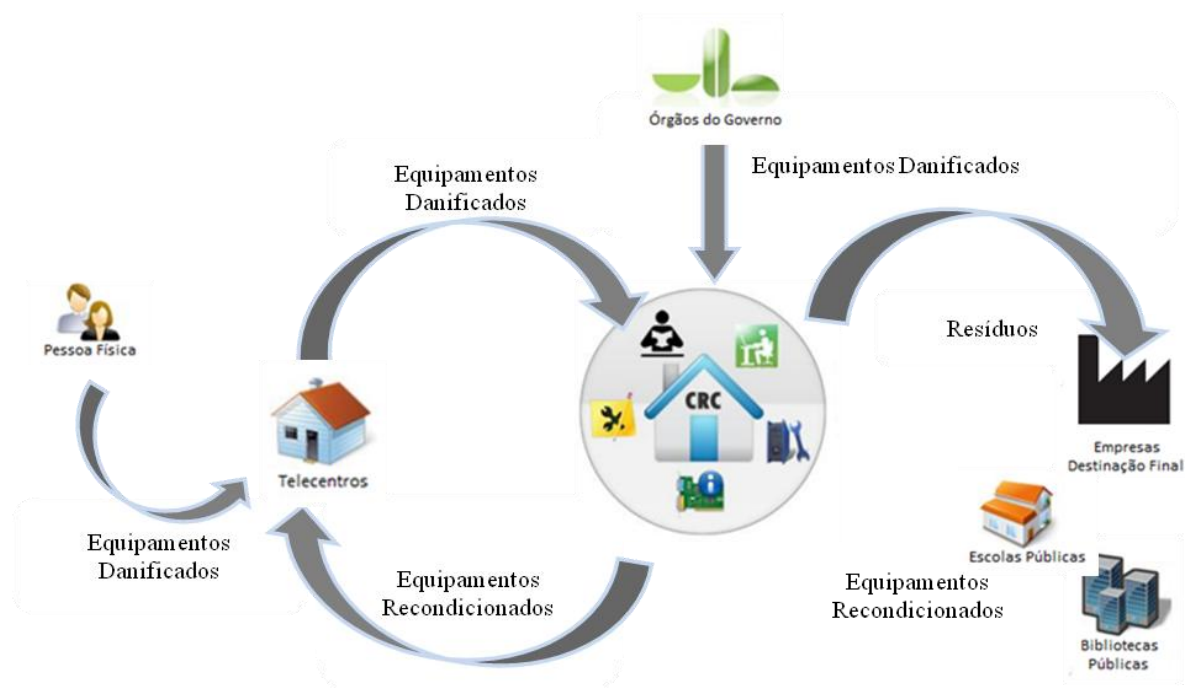 Órgãos do Governo
Equipamentos
Danificados
Equipamentos Danificados
Pessoa Física
Resíduos
CRC
Telecentros
Empresas
Destinação Final
Equipamentos
Danificados
Equipamentos
Recondicionados
Escolas Públicas
Equipamentos
Recondicionados
Bibliotecas
Públicas